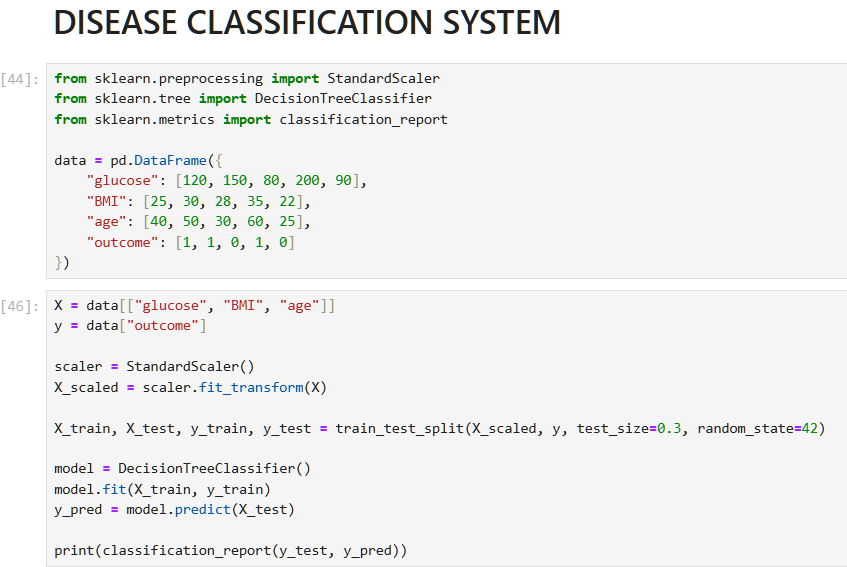 DISEASE CLASSIFICATION SYSTEM
[44]:
from sklearn.preprocessing import StandardScaler
from sklearn.tree import DecisionTreeClassifier
from sklearn.metrics import classification_report
data = pd.DataFrame({
    "glucose": [120, 150, 80, 200, 90],
    "BMI": [25, 30, 28, 35, 22],
    "age": [40, 50, 30, 60, 25],
    "outcome": [1, 1, 0, 1, 0]
})
[46]:
X = data[["glucose", "BMI", "age"]]
y = data["outcome"]
scaler = StandardScaler()
X_scaled = scaler.fit_transform(X)
X_train, X_test, y_train, y_test = train_test_split(X_scaled, y, test_size=0.3, random_state=42)
model = DecisionTreeClassifier()
model.fit(X_train, y_train)
y_pred = model.predict(X_test)
print(classification_report(y_test, y_pred))